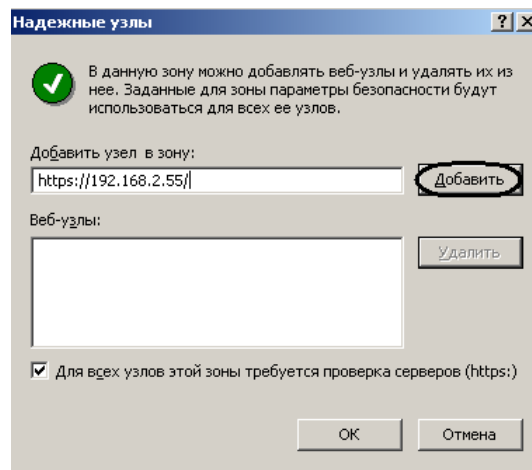 Надежные узлы
В данную зону можно добавлять веб-узлы и удалять их из
нее. Заданные для зоны параметры безопасности будут
использоваться для всех ее узлов.
Добавить узел в зону:
https://192.168.2.55/
Добавить
Веб-узлы:
Удалить
Для всех узлов этой зоны требуется проверка серверов (https:)
ОК
Отмена